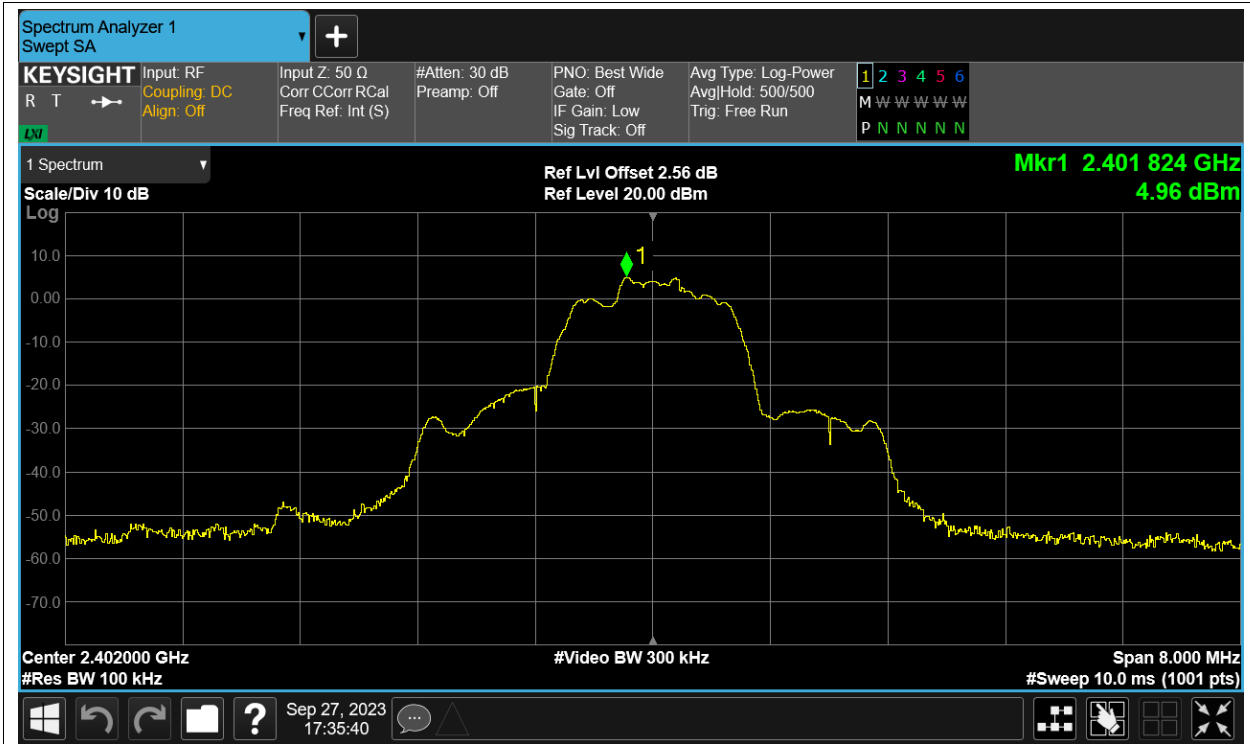 Spectrum Analyzer 1
Swept SA
+
KEYSIGHT
R T
LXI
Input: RF
Coupling: DC
Align: Off
Input Z: 50 Ω
Corr CCorr RCal
Freq Ref: Int (S)
#Atten: 30 dB
Preamp: Off
PNO: Best Wide
Gate: Off
IF Gain: Low
Sig Track: Off
Avg Type: Log-Power
Avg|Hold: 500/500
Trig: Free Run
1 2 3 4 5 6
M W W W W W
P N N N N N
1 Spectrum
Scale/Div 10 dB
Ref Lvl Offset 2.56 dB
Ref Level 20.00 dBm
Mkr1 2.401 824 GHz
4.96 dBm
Log
1
10.0
0.00
-10.0
-20.0
-30.0
-40.0
-50.0
-60.0
-70.0
Center 2.402000 GHz
#Video BW 300 kHz
Span 8.000 MHz
#Res BW 100 kHz
#Sweep 10.0 ms (1001 pts)
?
Sep 27, 2023
17:35:40